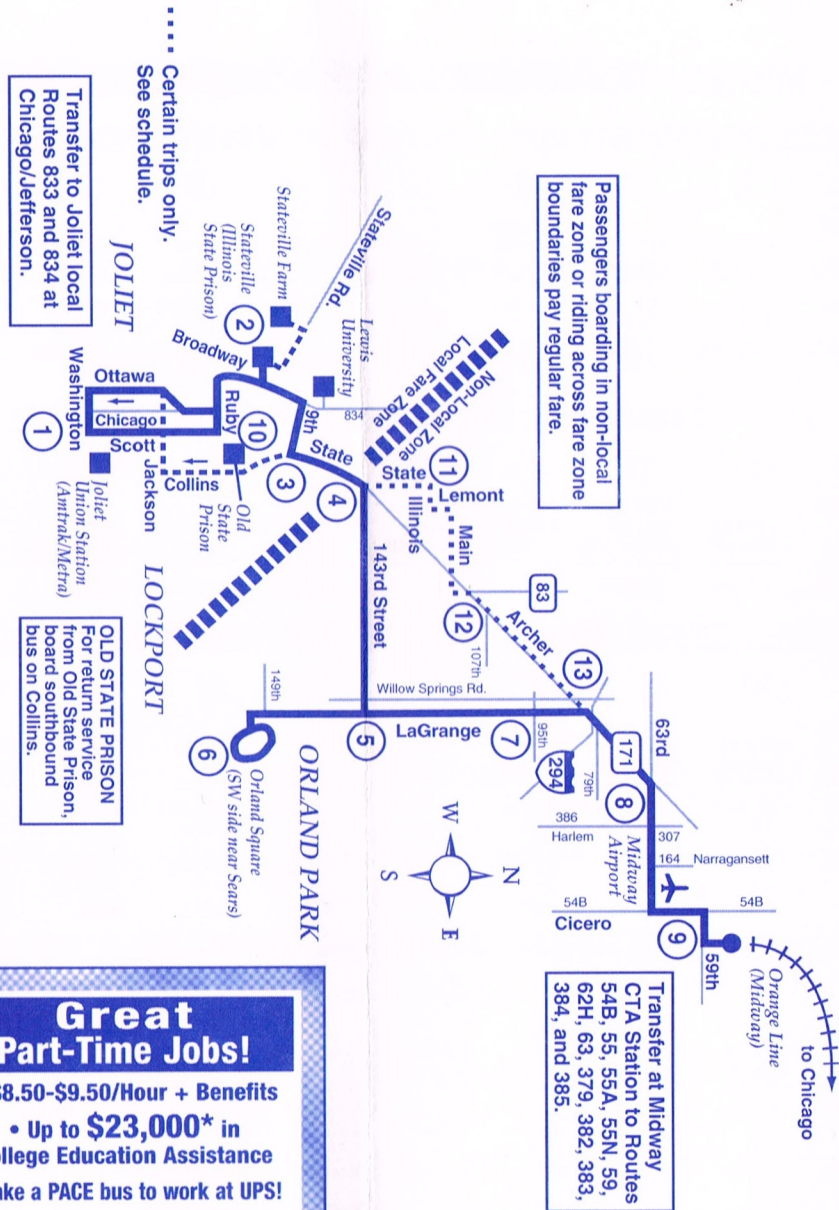 Certain trips only.
See schedule.
Transfer to Joliet local
Routes 833 and 834 at
Chicago/Jefferson.
Passengers boarding in non-local
fare zone or riding across fare zone
boundaries pay regular fare.
JOLIET
Stateville Farm
Stateville
(Illinois
State Prison)
2
Stateville Rd.
Lewis
University
Broadway
Local Fare Zone
Non-Local Zone
834
9th
State
Ottawa
Chicago
Washington
1
Scott
Ruby
10
Jackson
Collins
Old
State
Prison
3
4
Joliet
Union Station
(Amtrak/Metra)
LOCKPORT
State
11
Lemont
Illinois
Main
143rd Street
12
83
107th
Archer
13
Willow Springs Rd.
149th
LaGrange
5
6
7
95th
294
79th
171
8
63rd
ORLAND PARK
Orland Square
(SW side near Sears)
OLD STATE PRISON
For return service
from Old State Prison,
board southbound
bus on Collins.
N
W
E
S
386
Harlem
307
164
Narragansett
Midway
Airport
54B
Cicero
54B
9
59th
Orange Line
(Midway)
to Chicago
Transfer at Midway
CTA Station to Routes
54B, 55, 55A, 55N, 59,
62H, 63, 379, 382, 383,
384, and 385.
Great
Part-Time Jobs!
$8.50-$9.50/Hour + Benefits
• Up to $23,000* in
llege Education Assistance
ake a PACE bus to work at UPS!